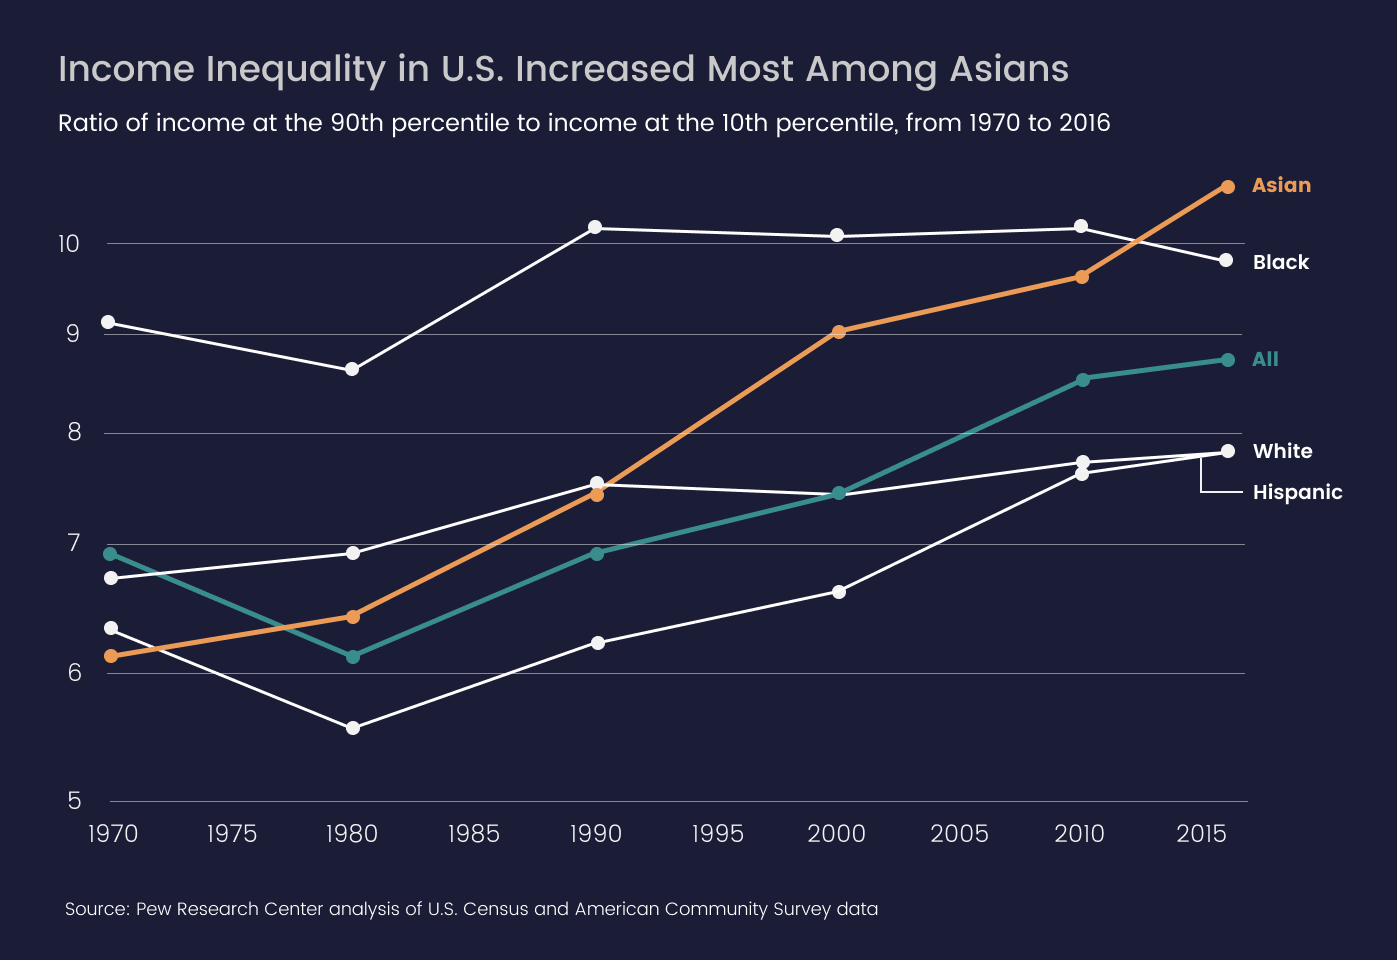 Income Inequality in U.S. Increased Most Among Asians
Ratio of income at the 90th percentile to income at the 10th percentile, from 1970 to 2016
Asian
10
Black
9
All
8
White
Hispanic
7
6
5
1970 1975 1980 1985 1990 1995 2000 2005 2010 2015
Source: Pew Research Center analysis of U.S. Census and American Community Survey data